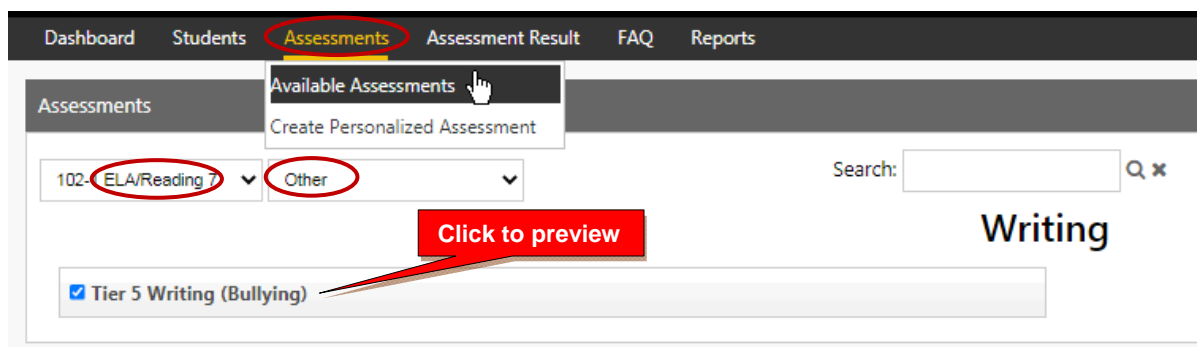 Dashboard Students Assessments Assessment Result FAQ Reports
Available Assessments
Assessments
Create Personalized Assessment
102- ELA/Reading 7 Other Search:
Click to preview
Writing
Tier 5 Writing (Bullying)